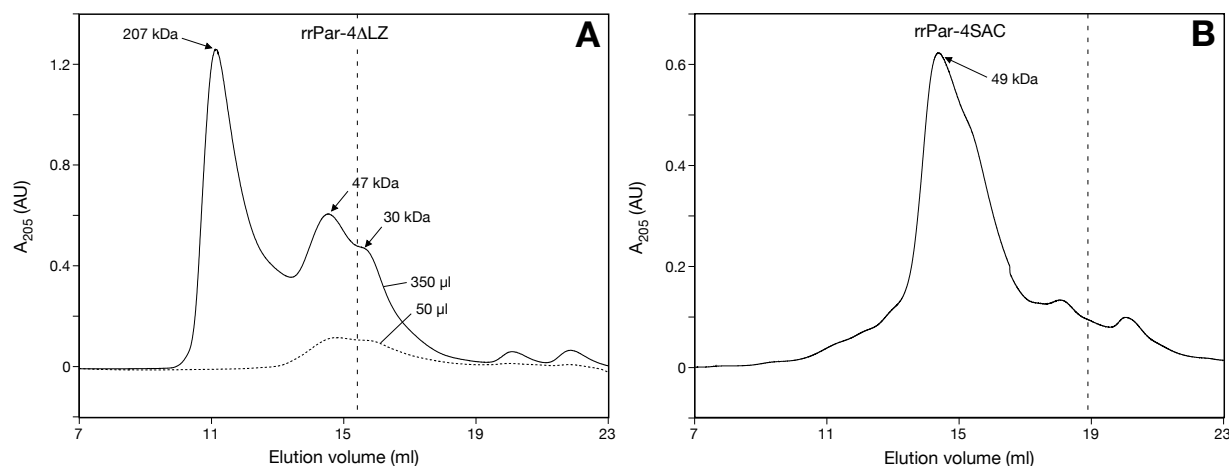 rrPar-4ΔLZ
A
207 kDa
47 kDa
30 kDa
350 µl
50 µl
1.2
0.8
0.4
0
A205 (AU)
7
11
15
19
23
Elution volume (ml)
rrPar-4SAC
B
49 kDa
0.6
0.4
0.2
0
A205 (AU)
7
11
15
19
23
Elution volume (ml)